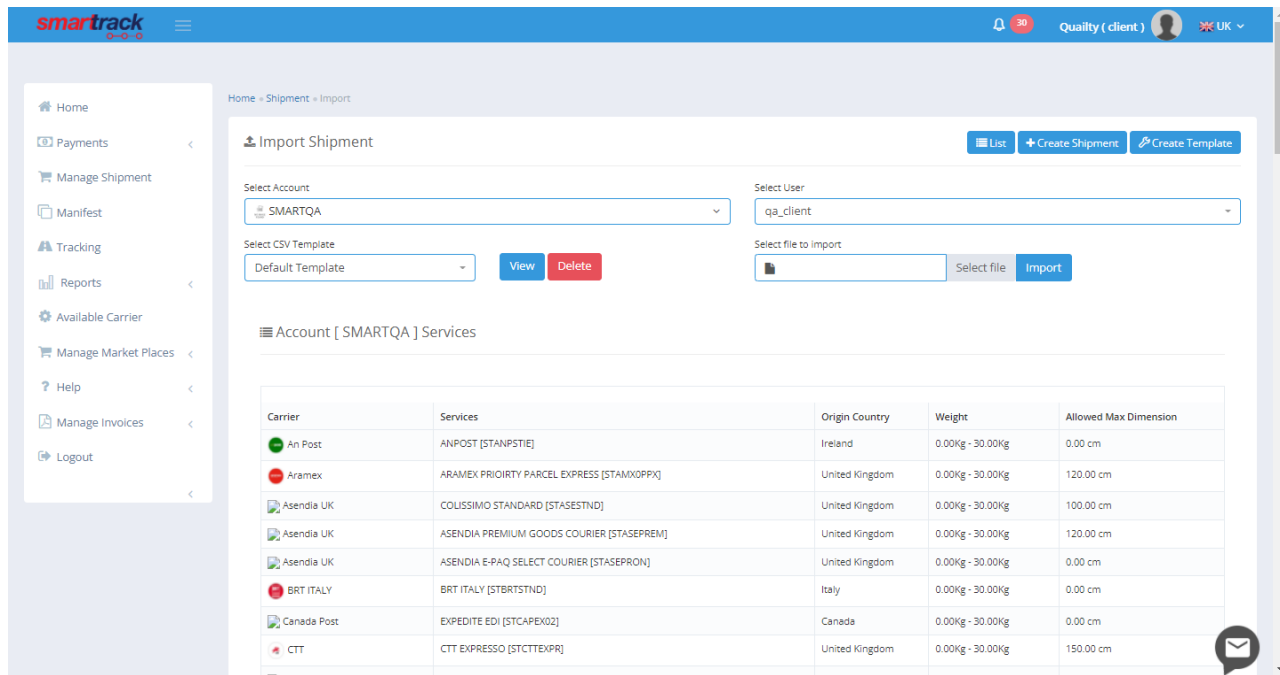 smartrack
30
Quailty ( client )
UK
Home
Payments
Manage Shipment
Manifest
Tracking
Reports
Available Carrier
Manage Market Places
Help
Manage Invoices
Logout
Home » Shipment » Import
Import Shipment
List
Create Shipment
Create Template
Select Account
SMARTQA
Select User
qa_client
Select CSV Template
Default Template
View
Delete
Select file to import
Select file
Import
Account [ SMARTQA ] Services
Carrier Services Origin Country Weight Allowed Max Dimension
An Post ANPOST [STANPSTIE] Ireland 0.00Kg - 30.00Kg 0.00 cm
Aramex ARAMEX PRIOIRTY PARCEL EXPRESS [STAMX0PPX] United Kingdom 0.00Kg - 30.00Kg 120.00 cm
Asendia UK COLISSIMO STANDARD [STASESTND] United Kingdom 0.00Kg - 30.00Kg 100.00 cm
Asendia UK ASENDIA PREMIUM GOODS COURIER [STASEPREM] United Kingdom 0.00Kg - 30.00Kg 120.00 cm
Asendia UK ASENDIA E-PAQ SELECT COURIER [STASEPRON] United Kingdom 0.00Kg - 30.00Kg 0.00 cm
BRT ITALY BRT ITALY [STBRTSTND] Italy 0.00Kg - 30.00Kg 0.00 cm
Canada Post EXPEDITE EDI [STCAPEX02] Canada 0.00Kg - 30.00Kg 0.00 cm
CTT CTT EXPRESSO [STCTTEXPR] United Kingdom 0.00Kg - 30.00Kg 150.00 cm